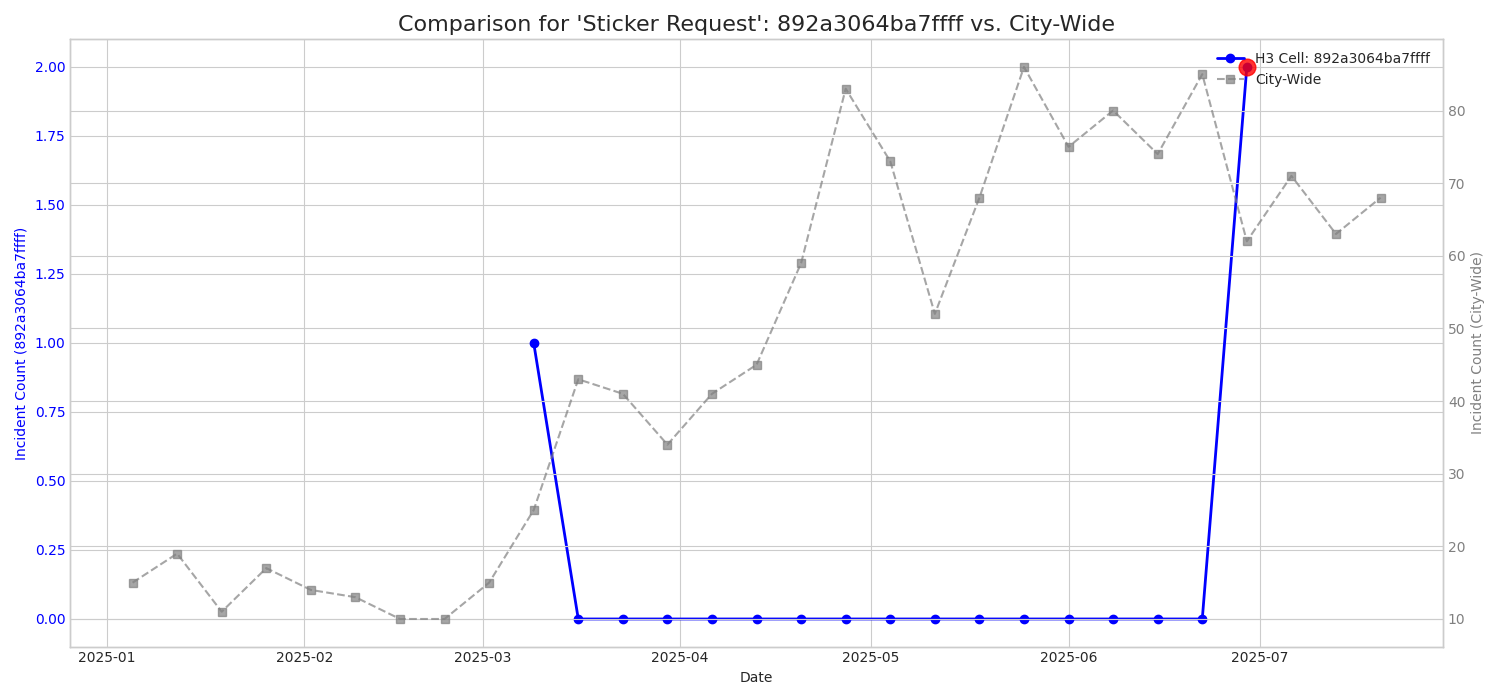 Comparison for 'Sticker Request': 892a3064ba7ffff vs. City-Wide
H3 Cell: 892a3064ba7ffff
City-Wide
Incident Count (892a3064ba7ffff)
2.00
1.75
1.50
1.25
1.00
0.75
0.50
0.25
0.00
80
70
60
50
40
30
20
10
Incident Count (City-Wide)
2025-01 2025-02 2025-03 2025-04 2025-05 2025-06 2025-07
Date